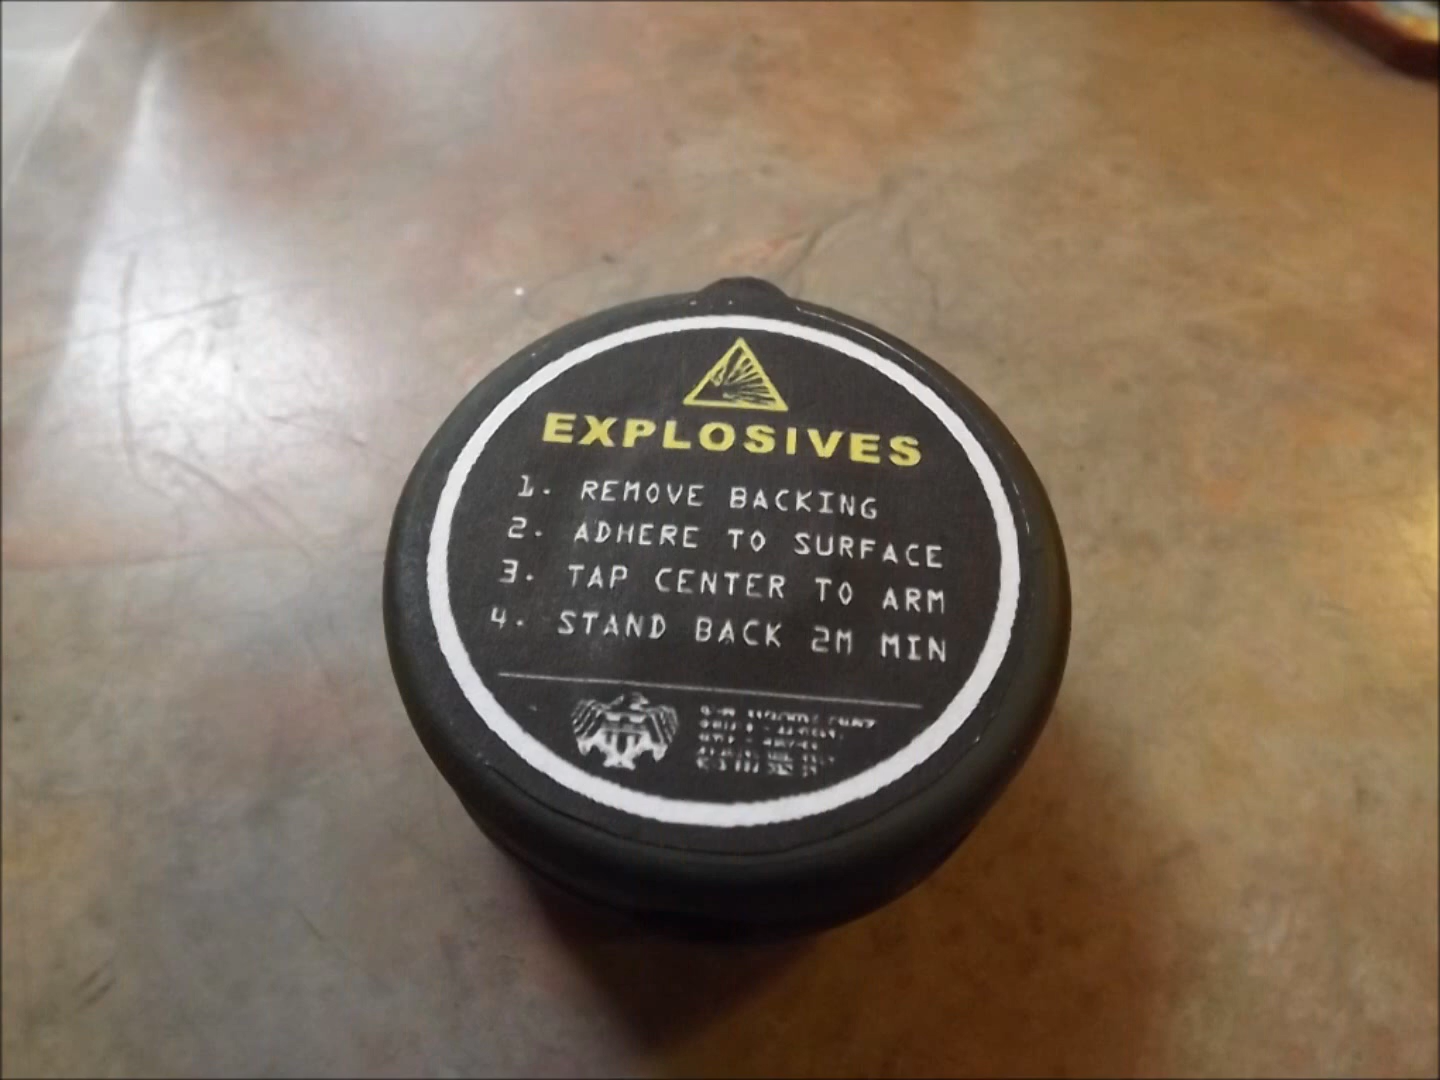 EXPLOSIVES
1. REMOVE BACKING
2. ADHERE TO SURFACE
3. TAP CENTER TO ARM
4. STAND BACK 2M MIN